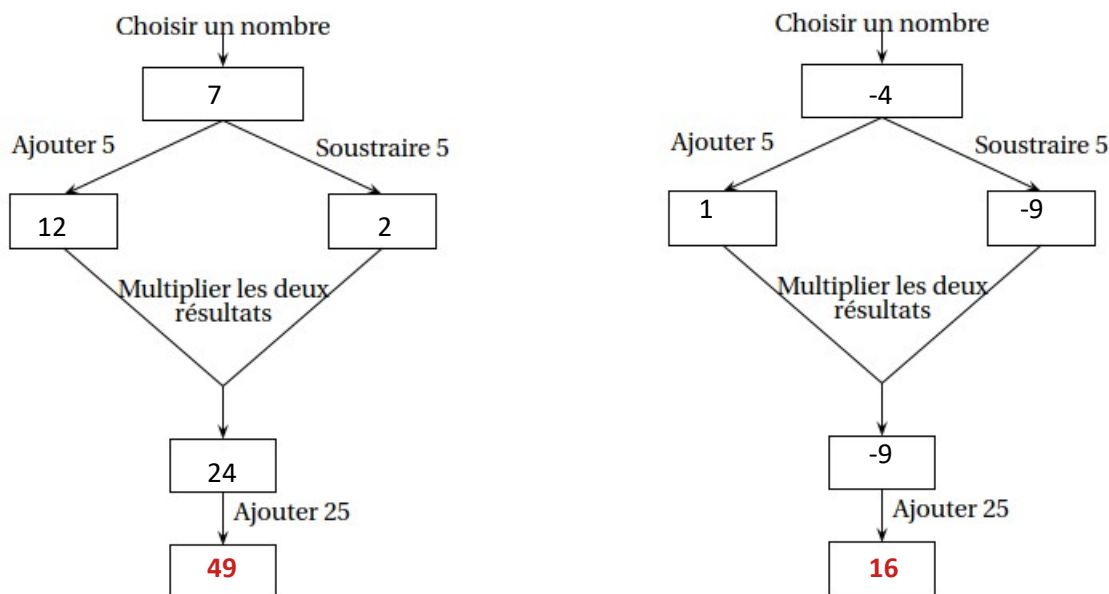 Choisir un nombre
7
Ajouter 5
Soustraire 5
12
2
Multiplier les deux
résultats
24
Ajouter 25
49
Choisir un nombre
-4
Ajouter 5
Soustraire 5
1
-9
Multiplier les deux
résultats
-9
Ajouter 25
16